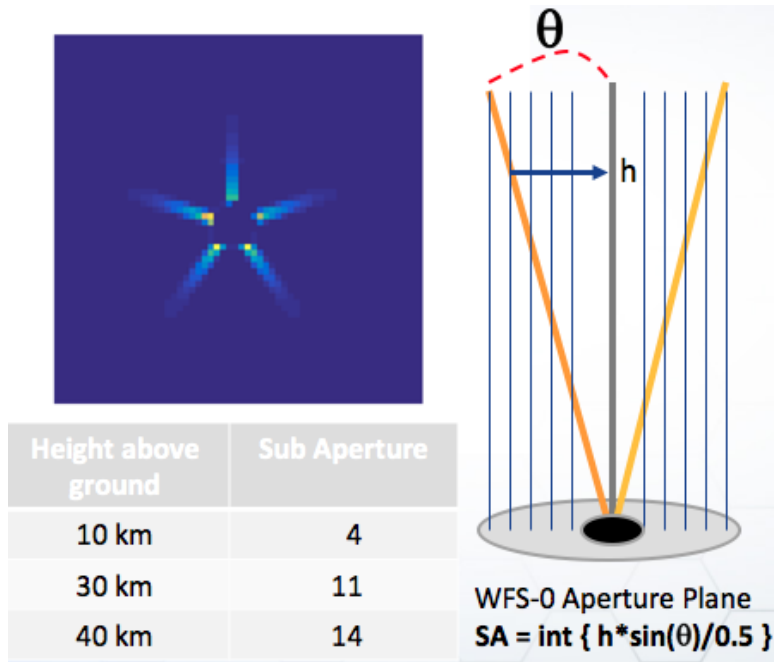 θ
h
Height above
ground
Sub Aperture
10 km
4
30 km
11
40 km
14
WFS-0 Aperture Plane
SA = int { h*sin(θ)/0.5 }